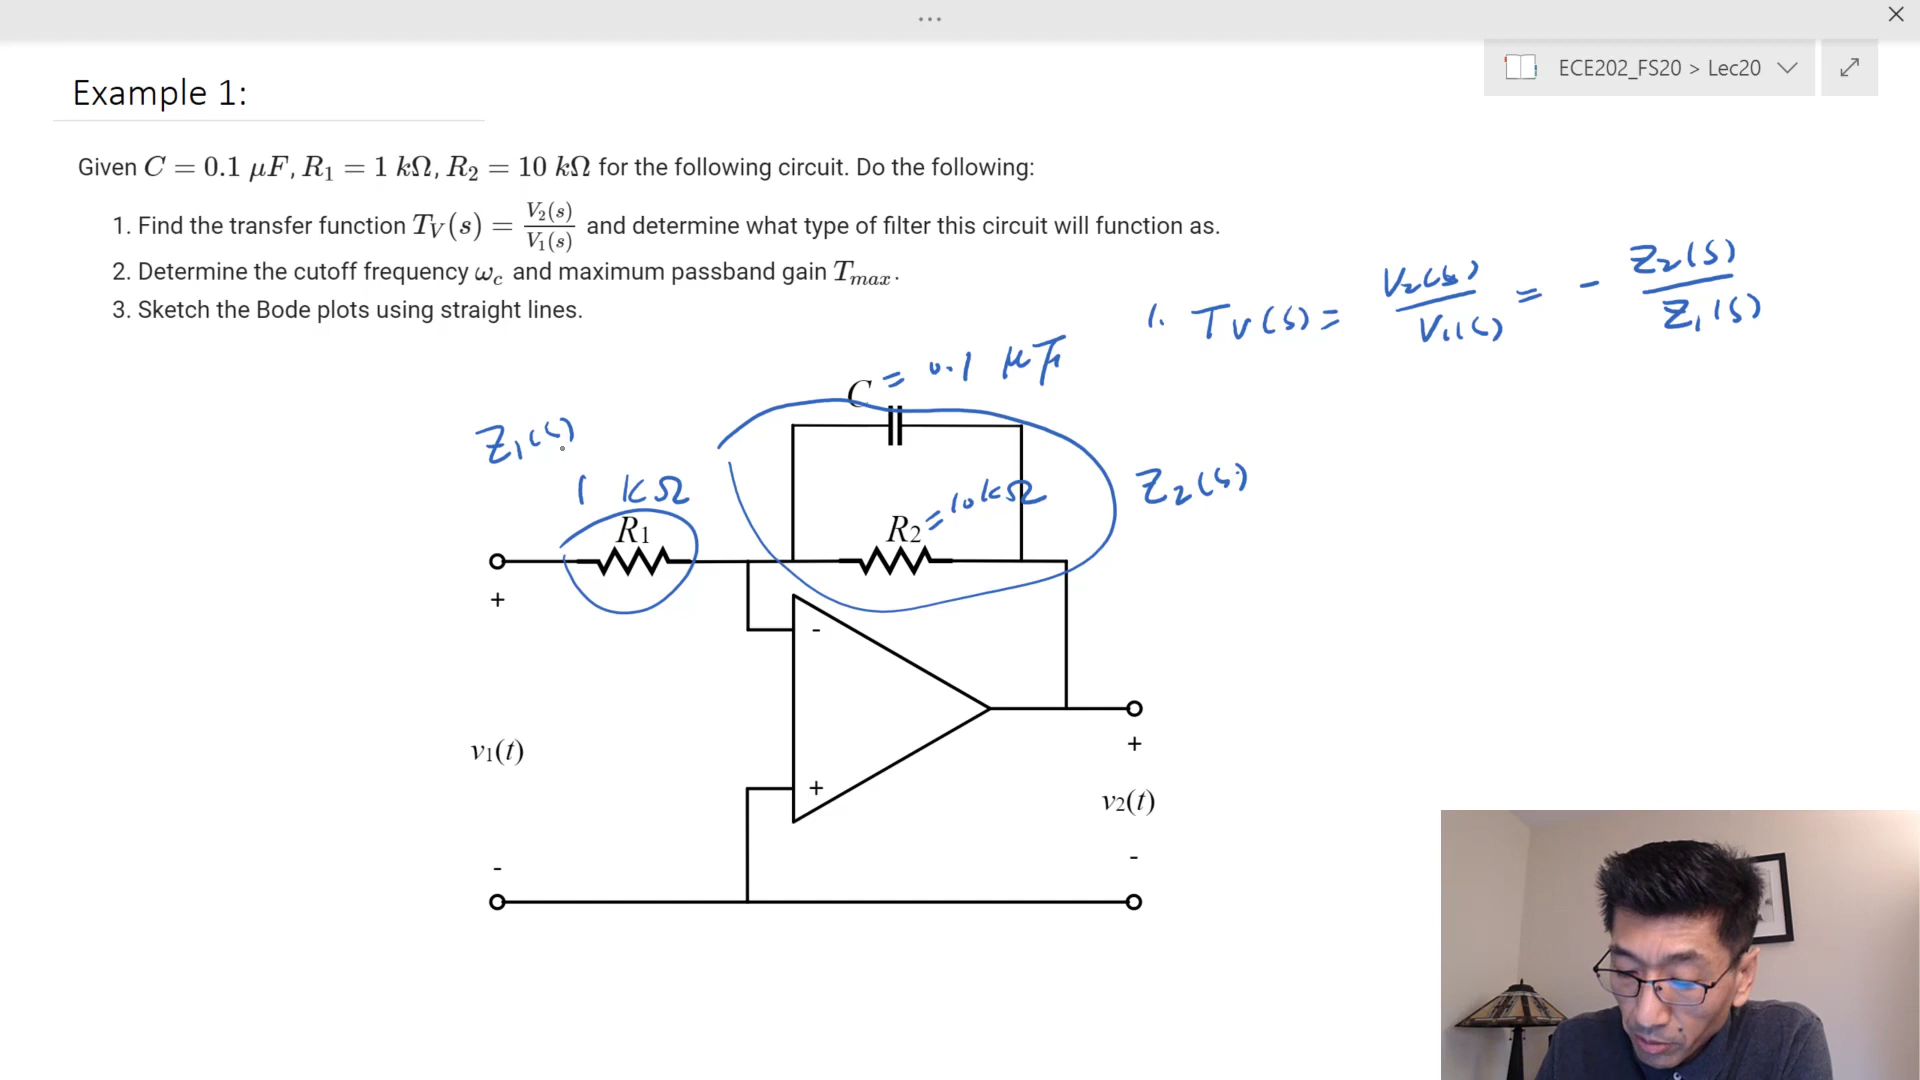 ...
ECE202_FS20 > Lec20
Example 1:
Given C = 0.1 μF, R₁ = 1 kΩ, R₂ = 10 kΩ for the following circuit. Do the following:
1. Find the transfer function T_V(s) = V₂(s)/V₁(s) and determine what type of filter this circuit will function as.
2. Determine the cutoff frequency ω_c and maximum passband gain T_max.
3. Sketch the Bode plots using straight lines.
1. T_V(s) = V₂(s)/V₁(s) = - Z₂(s)/Z₁(s)
C = 0.1 μF
Z₁(s)
1 kΩ
R₁
R₂ = 10kΩ
Z₂(s)
+
-
v₁(t)
+
+
v₂(t)
-
-